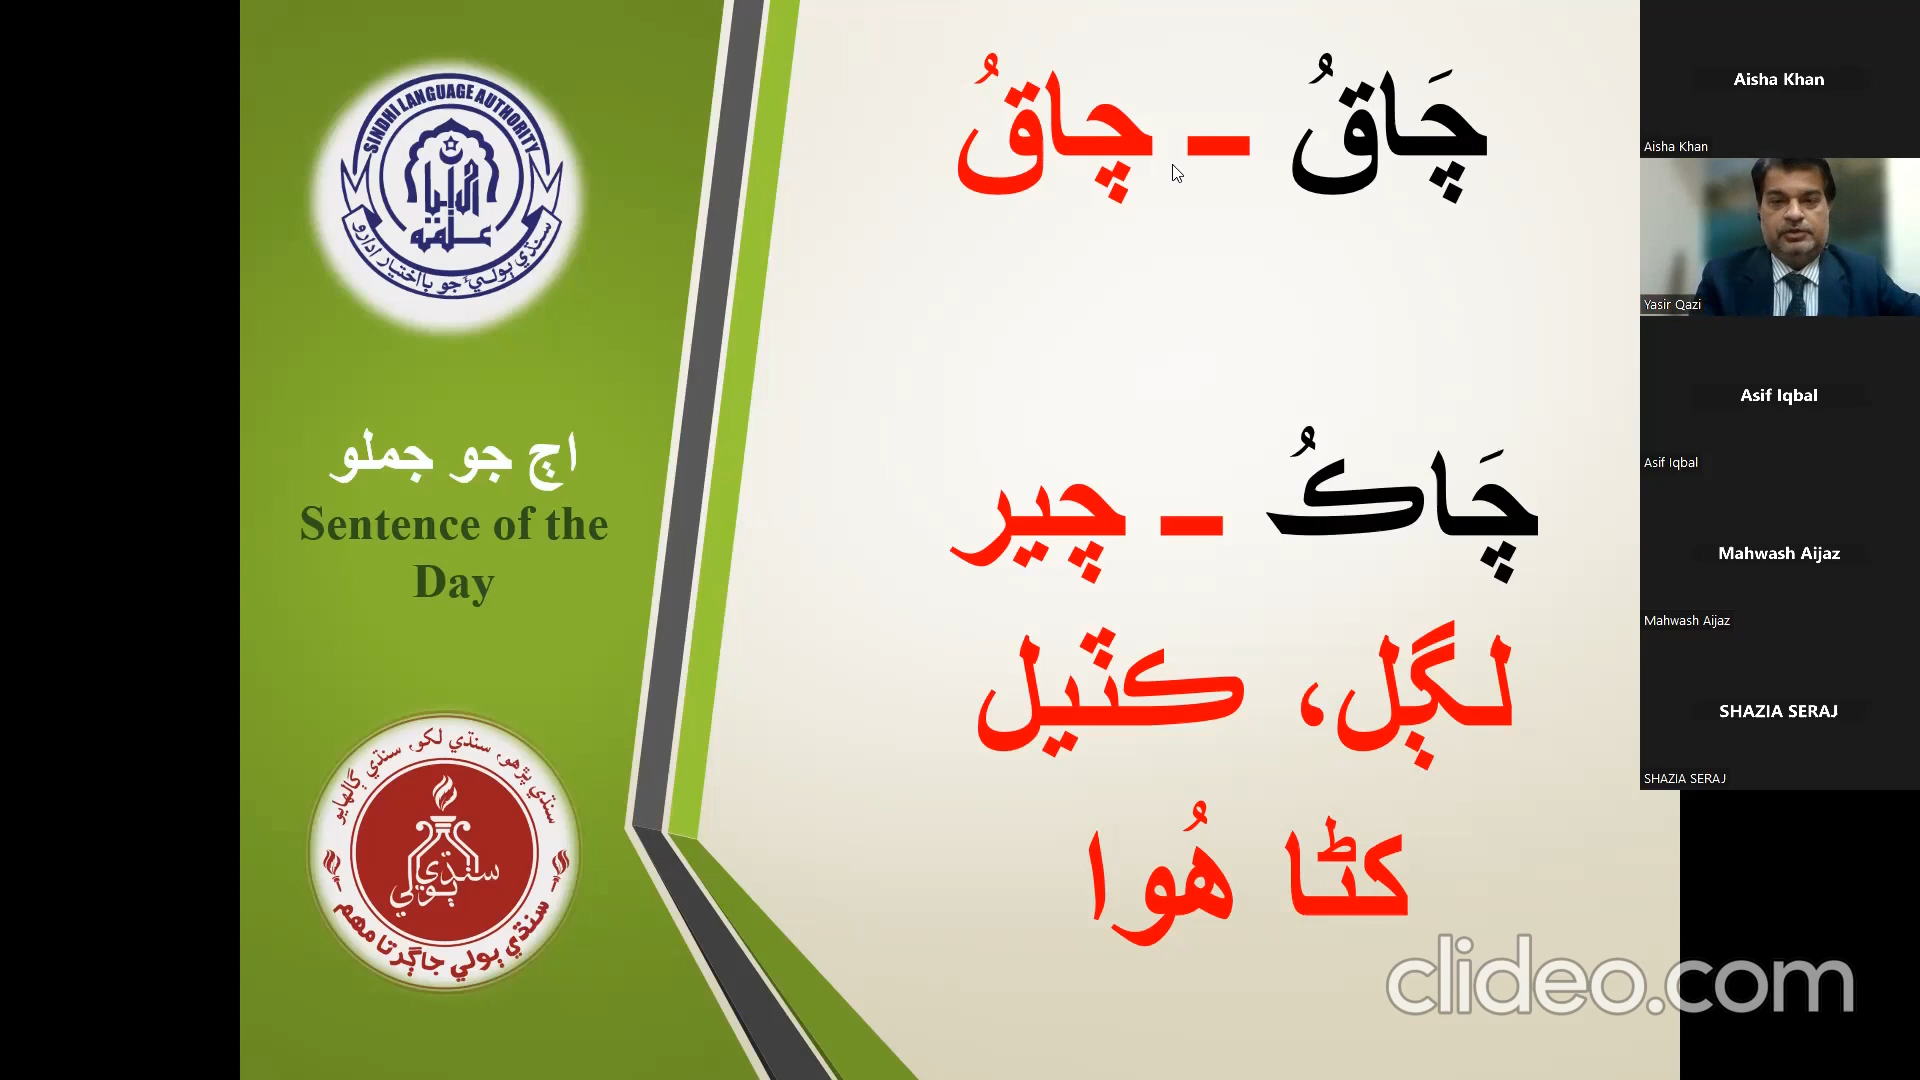 SINDHI LANGUAGE AUTHORITY
سنڌي ٻوليءَ جو بااختيار ادارو
اڄ جو جملو
Sentence of the
Day
سنڌي پڙهو، سنڌي لکو، سنڌي ڳالهايو
سنڌي ٻولي
سنڌي ٻولي جاڳرتا مهم
چَاقُ - چاقُ
چَاڪُ - چير
لڳل، ڪٽيل
کٹا هُوا
Aisha Khan
Aisha Khan
Yasir Qazi
Asif Iqbal
Asif Iqbal
Mahwash Aijaz
Mahwash Aijaz
SHAZIA SERAJ
SHAZIA SERAJ
clideo.com